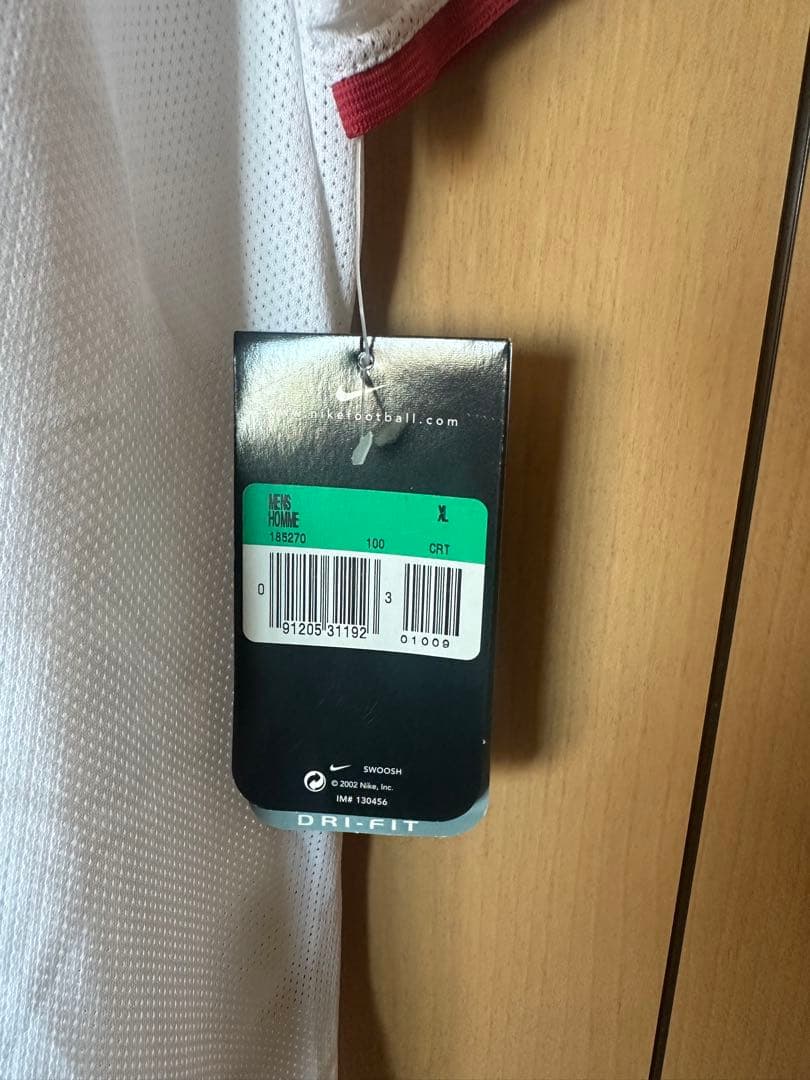 www.nikefootball.com
MENS XL
HOMME
185270 100 CRT
0 91205 31192 3 01009
SWOOSH
© 2002 Nike, Inc.
IM# 130456
DRI-FIT